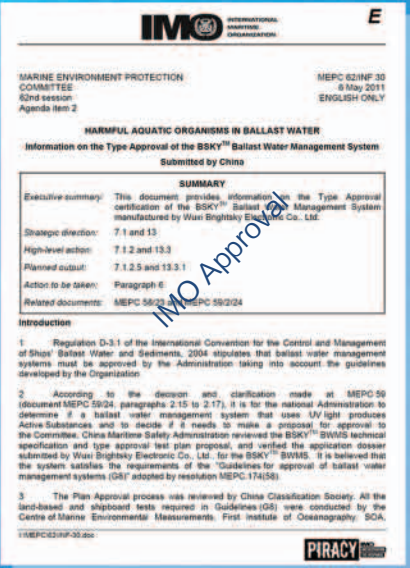 E
IMO
INTERNATIONAL
MARITIME
ORGANIZATION
MARINE ENVIRONMENT PROTECTION
COMMITTEE
62nd session
Agenda item 2
MEPC 62/INF.30
6 May 2011
ENGLISH ONLY
HARMFUL AQUATIC ORGANISMS IN BALLAST WATER
Information on the Type Approval of the BSKY™ Ballast Water Management System
Submitted by China
SUMMARY
Executive summary: This document provides information on the Type Approval
certification of the BSKY™ Ballast Water Management System
manufactured by Wuxi Brightsky Electronic Co., Ltd.
Strategic direction: 7.1 and 13
High-level action: 7.1.2 and 13.3
Planned output: 7.1.2.5 and 13.3.1
Action to be taken: Paragraph 6
Related documents: MEPC 58/23 and MEPC 59/2/24
IMO Approval
Introduction
1 Regulation D-3.1 of the International Convention for the Control and Management
of Ships' Ballast Water and Sediments, 2004 stipulates that ballast water management
systems must be approved by the Administration taking into account the guidelines
developed by the Organization
2 According to the decision and clarification made at MEPC 59
(document MEPC 59/24, paragraphs 2.15 to 2.17), it is for the national Administration to
determine if a ballast water management system that uses UV light produces
Active Substances and to decide if it needs to make a proposal for approval to
the Committee. China Maritime Safety Administration reviewed the BSKY™ BWMS technical
specification and type approval test plan proposal, and verified the application dossier
submitted by Wuxi Brightsky Electronic Co., Ltd., for the BSKY™ BWMS. It is believed that
the system satisfies the requirements of the "Guidelines for approval of ballast water
management systems (G8)" adopted by resolution MEPC.174(58).
3 The Plan Approval process was reviewed by China Classification Society. All the
land-based and shipboard tests required in Guidelines (G8) were conducted by the
Centre of Marine Environmental Measurements, First Institute of Oceanography, SOA,
I:\MEPC\62\INF-30.doc
PIRACY
IMO